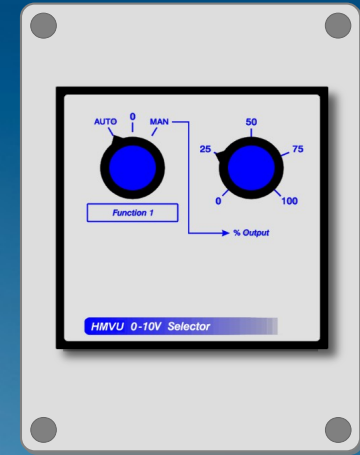 AUTO 0 MAN
50
25 75
0 100
Function 1
% Output
HMVU 0-10V Selector